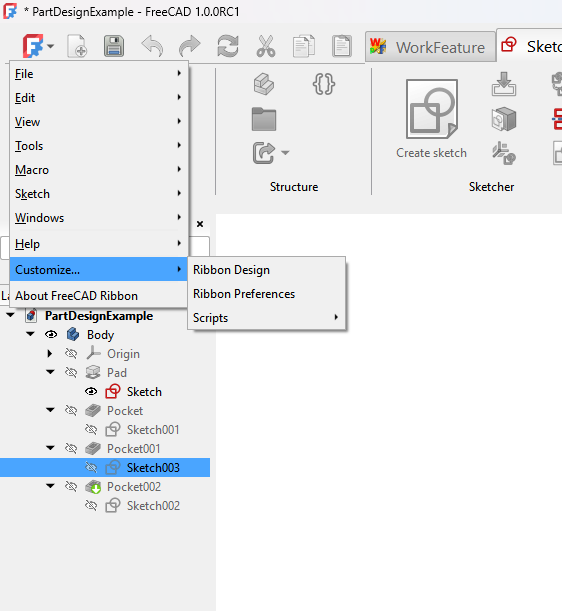 * PartDesignExample - FreeCAD 1.0.0RC1
WorkFeature
Sketc
File
Edit
View
Tools
Macro
Sketch
Windows
Help
Customize...
About FreeCAD Ribbon
Ribbon Design
Ribbon Preferences
Scripts
Create sketch
Structure
Sketcher
La
PartDesignExample
Body
Origin
Pad
Sketch
Pocket
Sketch001
Pocket001
Sketch003
Pocket002
Sketch002